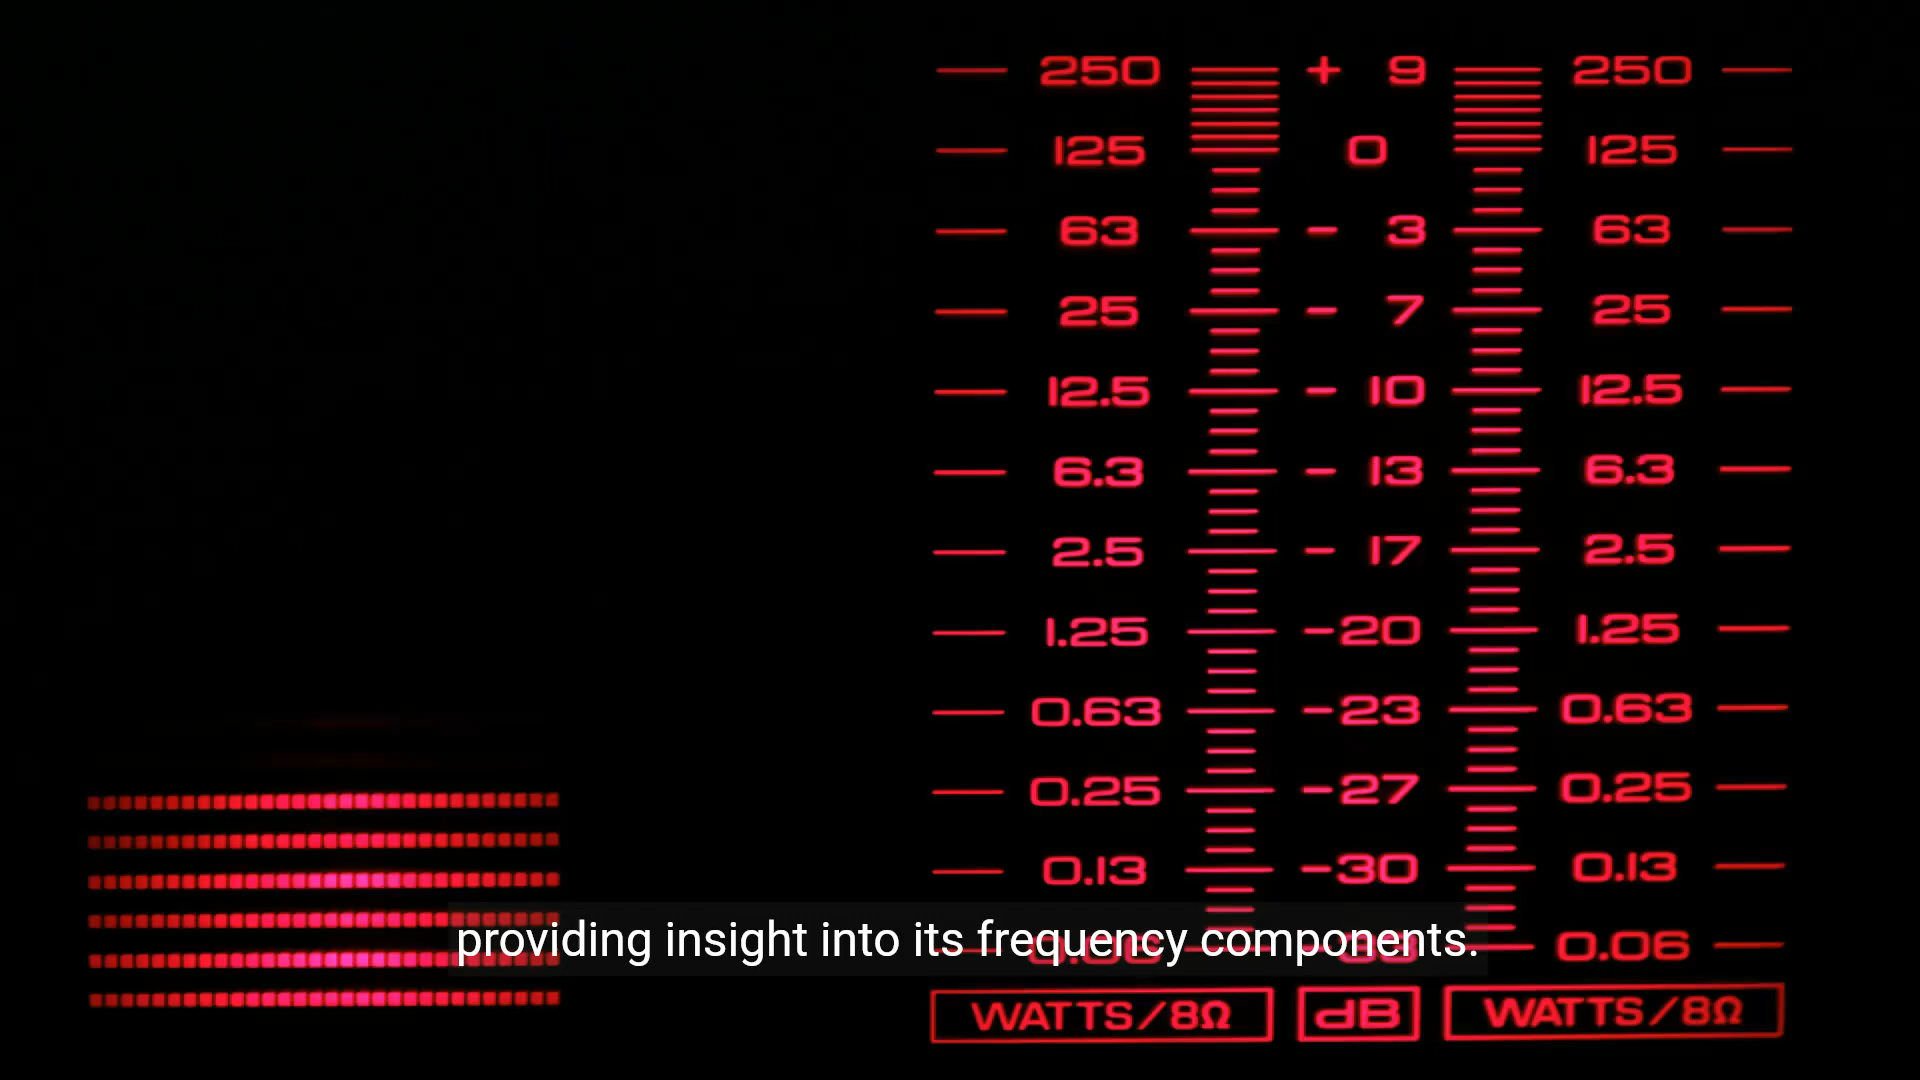 250 + 9 250
125 0 125
63 - 3 63
25 - 7 25
12.5 - 10 12.5
6.3 - 13 6.3
2.5 - 17 2.5
1.25 -20 1.25
0.63 -23 0.63
0.25 -27 0.25
0.13 -30 0.13
0.06
providing insight into its frequency components.
WATTS/8Ω dB WATTS/8Ω